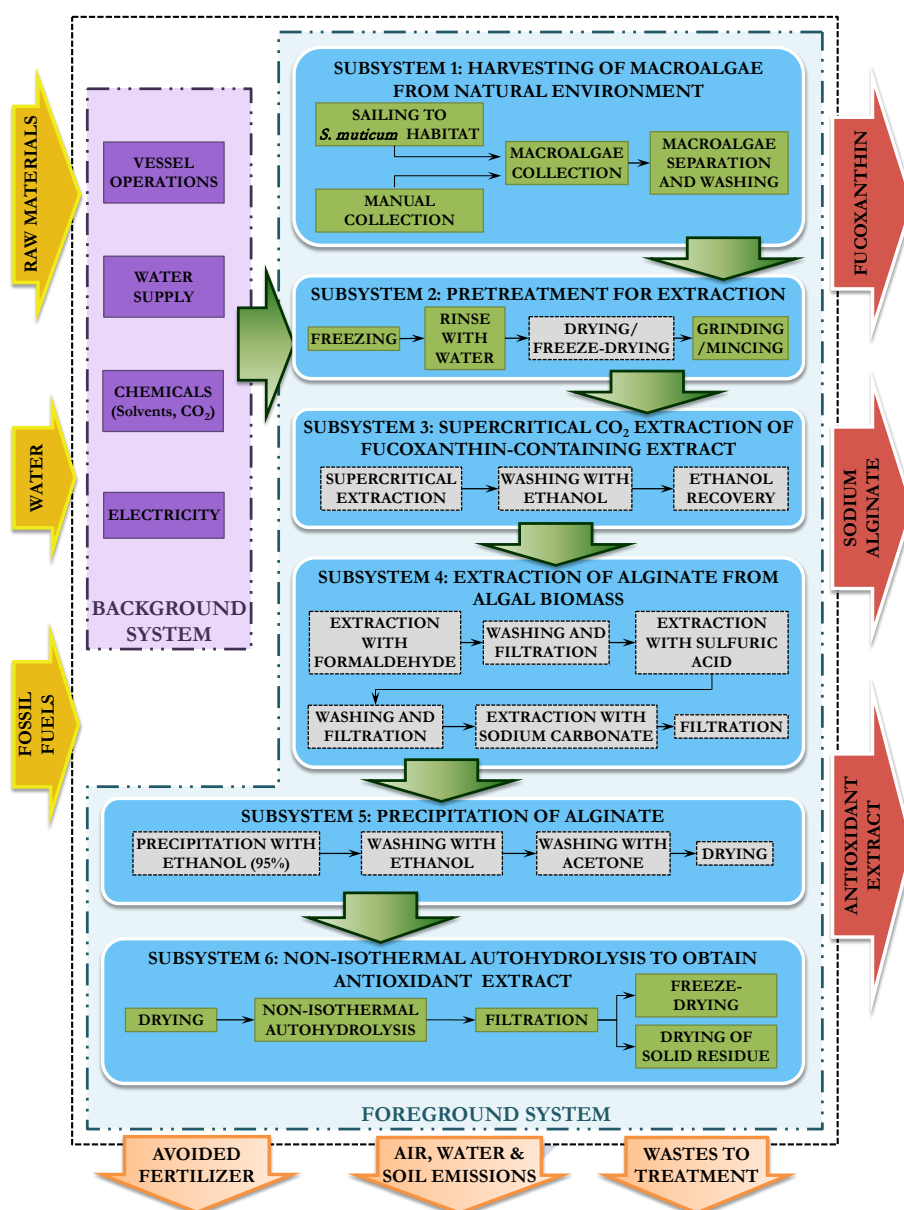 RAW MATERIALS
WATER
FOSSIL
FUELS
VESSEL
OPERATIONS
WATER
SUPPLY
CHEMICALS
(Solvents, CO₂)
ELECTRICITY
BACKGROUND
SYSTEM
SUBSYSTEM 1: HARVESTING OF MACROALGAE
FROM NATURAL ENVIRONMENT
SAILING TO
S. muticum HABITAT
MANUAL
COLLECTION
MACROALGAE
COLLECTION
MACROALGAE
SEPARATION
AND WASHING
SUBSYSTEM 2: PRETREATMENT FOR EXTRACTION
FREEZING
RINSE
WITH
WATER
DRYING/
FREEZE-DRYING
GRINDING
/MINCING
SUBSYSTEM 3: SUPERCRITICAL CO₂ EXTRACTION OF
FUCOXANTHIN-CONTAINING EXTRACT
SUPERCRITICAL
EXTRACTION
WASHING WITH
ETHANOL
ETHANOL
RECOVERY
SUBSYSTEM 4: EXTRACTION OF ALGINATE FROM
ALGAL BIOMASS
EXTRACTION
WITH
FORMALDEHYDE
WASHING AND
FILTRATION
EXTRACTION
WITH SULFURIC
ACID
WASHING AND
FILTRATION
EXTRACTION WITH
SODIUM CARBONATE
FILTRATION
SUBSYSTEM 5: PRECIPITATION OF ALGINATE
PRECIPITATION WITH
ETHANOL (95%)
WASHING WITH
ETHANOL
WASHING WITH
ACETONE
DRYING
SUBSYSTEM 6: NON-ISOTHERMAL AUTOHYDROLYSIS TO OBTAIN
ANTIOXIDANT EXTRACT
DRYING
NON-ISOTHERMAL
AUTOHYDROLYSIS
FILTRATION
FREEZE-
DRYING
DRYING OF
SOLID RESIDUE
FOREGROUND SYSTEM
FUCOXANTHIN
SODIUM
ALGINATE
ANTIOXIDANT
EXTRACT
AVOIDED
FERTILIZER
AIR, WATER &
SOIL EMISSIONS
WASTES TO
TREATMENT